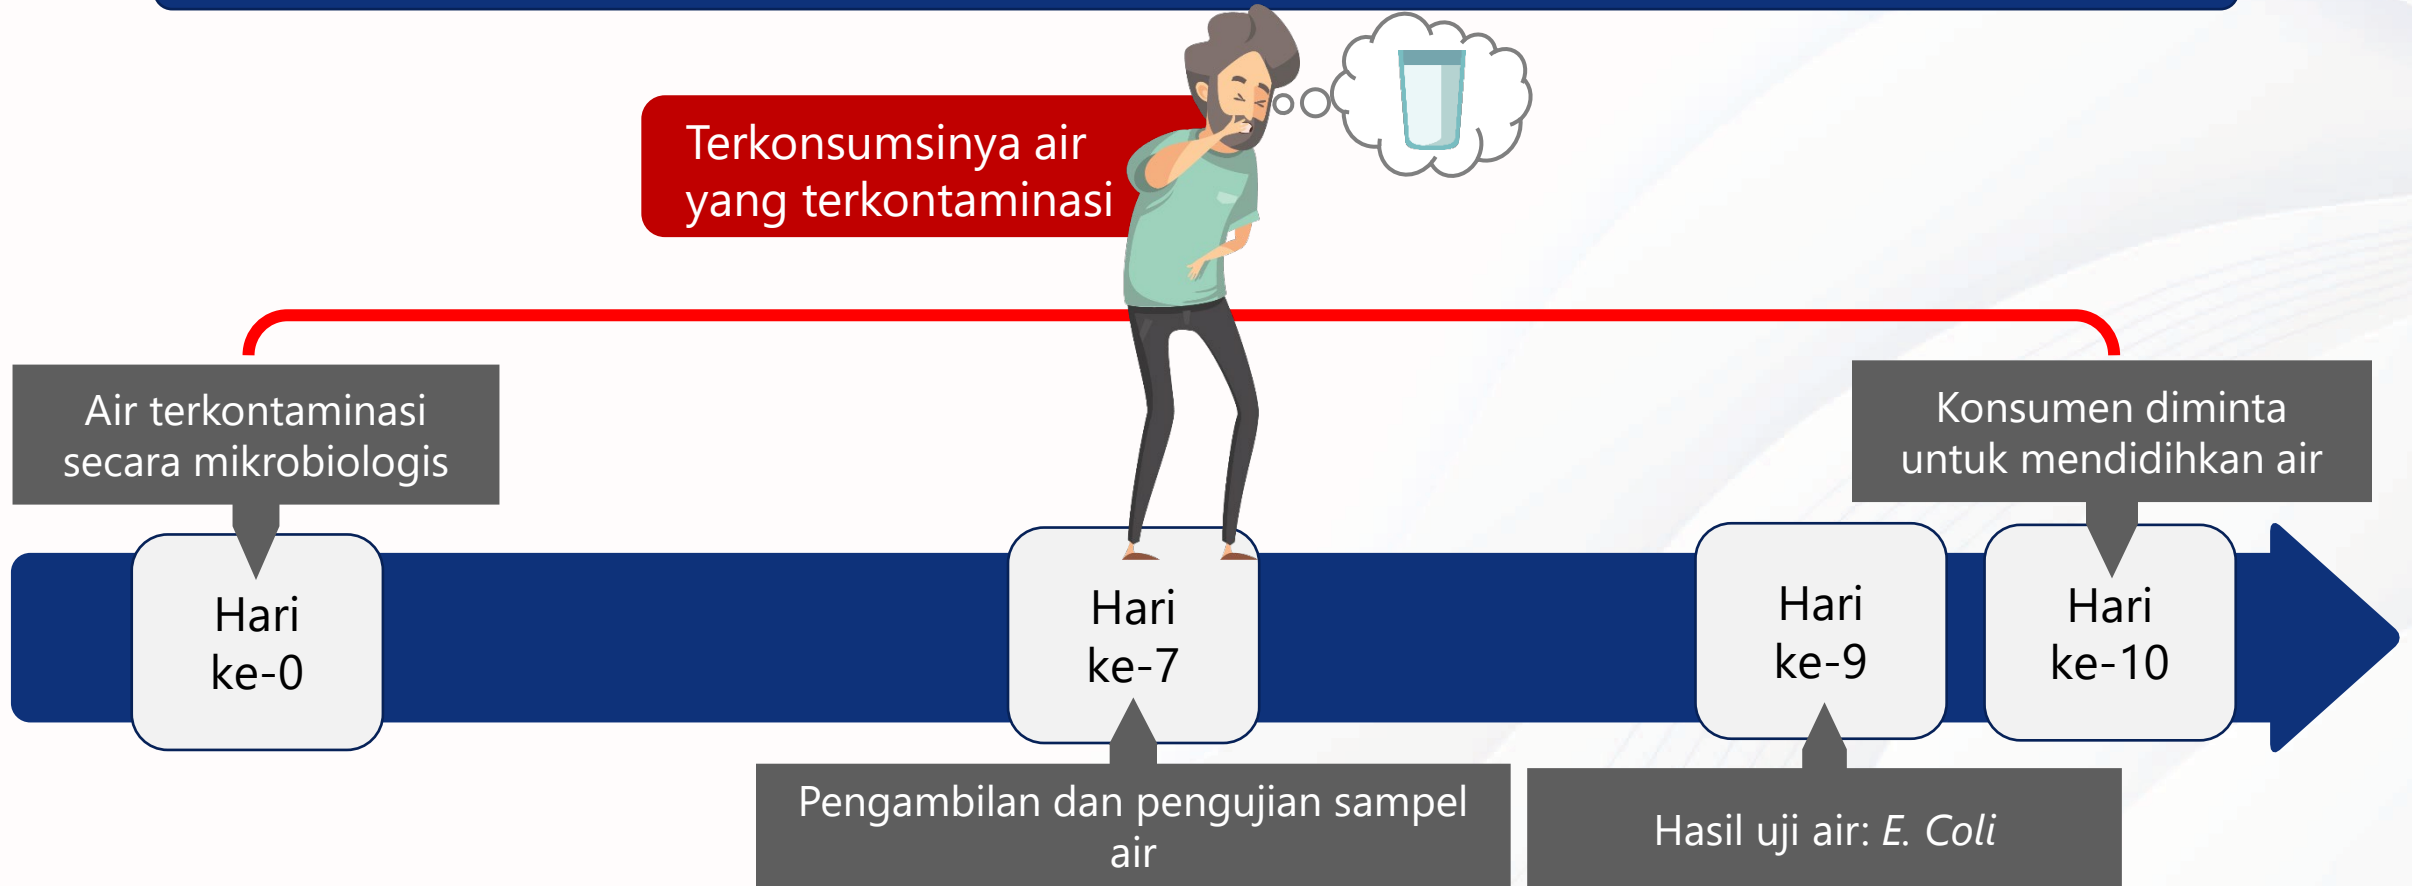 Terkonsumsinya air
yang terkontaminasi
Air terkontaminasi
secara mikrobiologis
Konsumen diminta
untuk mendidihkan air
Hari
ke-0
Hari
ke-7
Hari
ke-9
Hari
ke-10
Pengambilan dan pengujian sampel
air
Hasil uji air: E. Coli